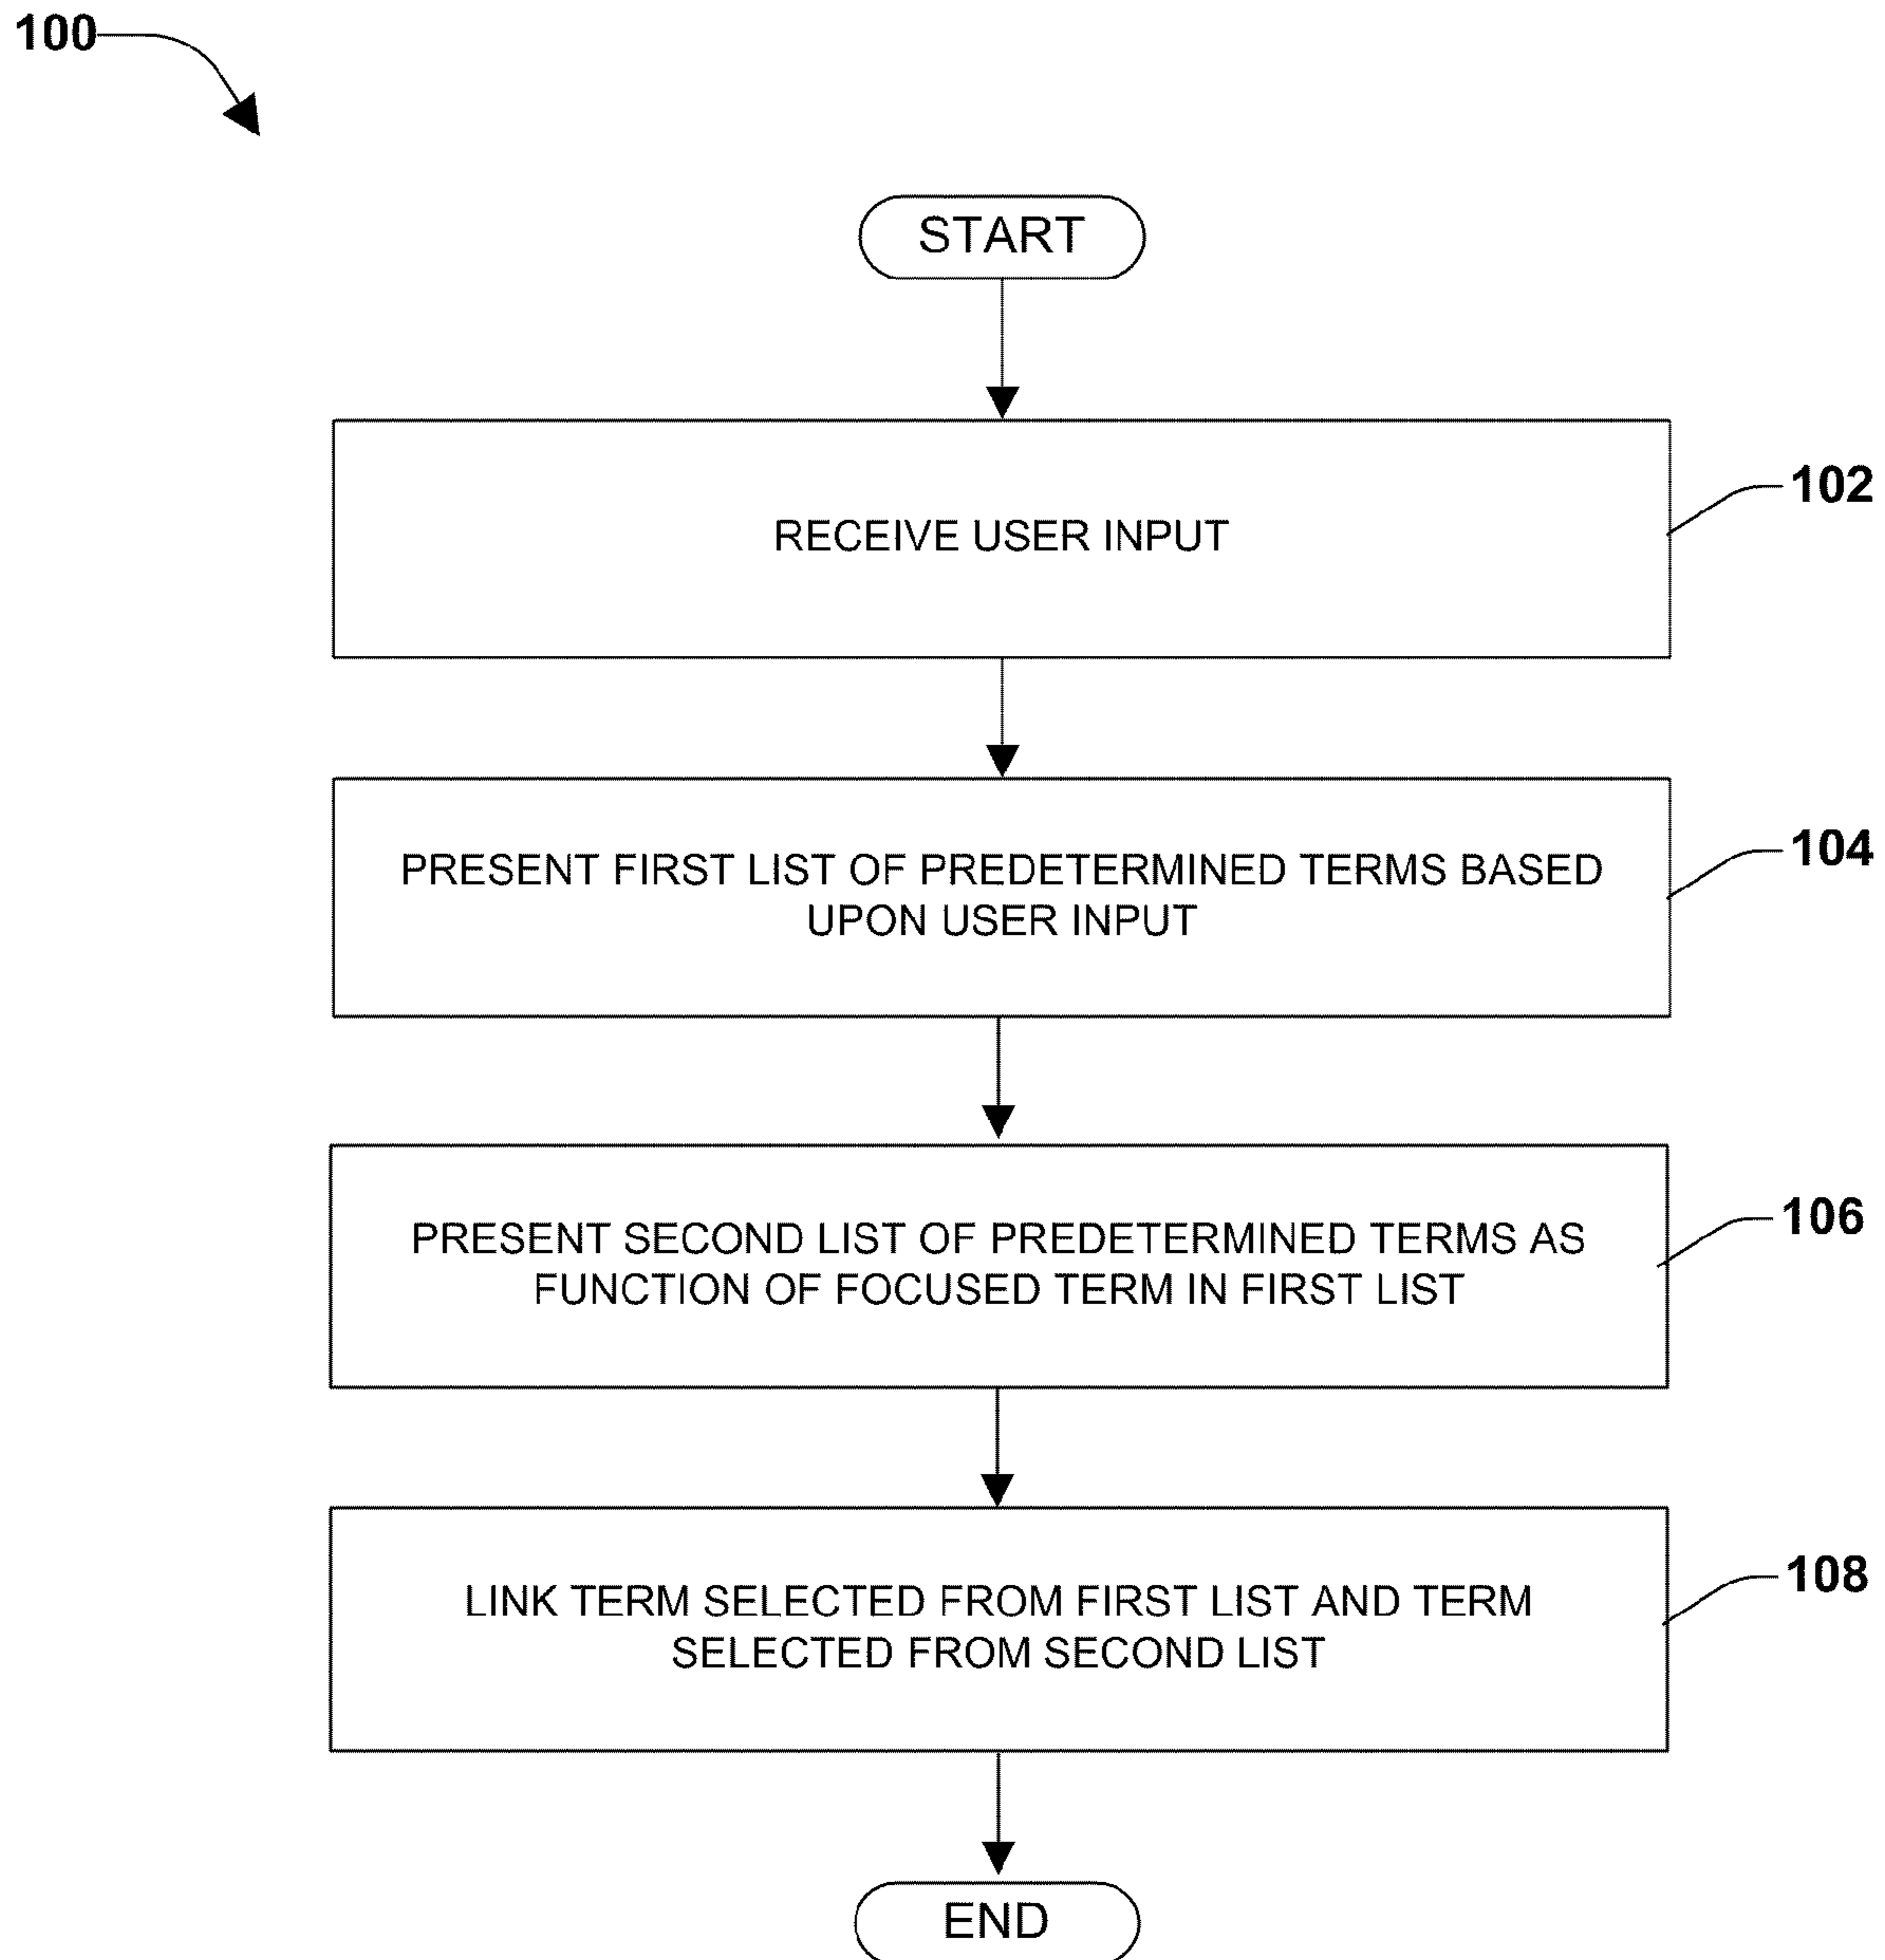 100
START
RECEIVE USER INPUT
102
PRESENT FIRST LIST OF PREDETERMINED TERMS BASED
UPON USER INPUT
104
PRESENT SECOND LIST OF PREDETERMINED TERMS AS
FUNCTION OF FOCUSED TERM IN FIRST LIST
106
LINK TERM SELECTED FROM FIRST LIST AND TERM
SELECTED FROM SECOND LIST
108
END